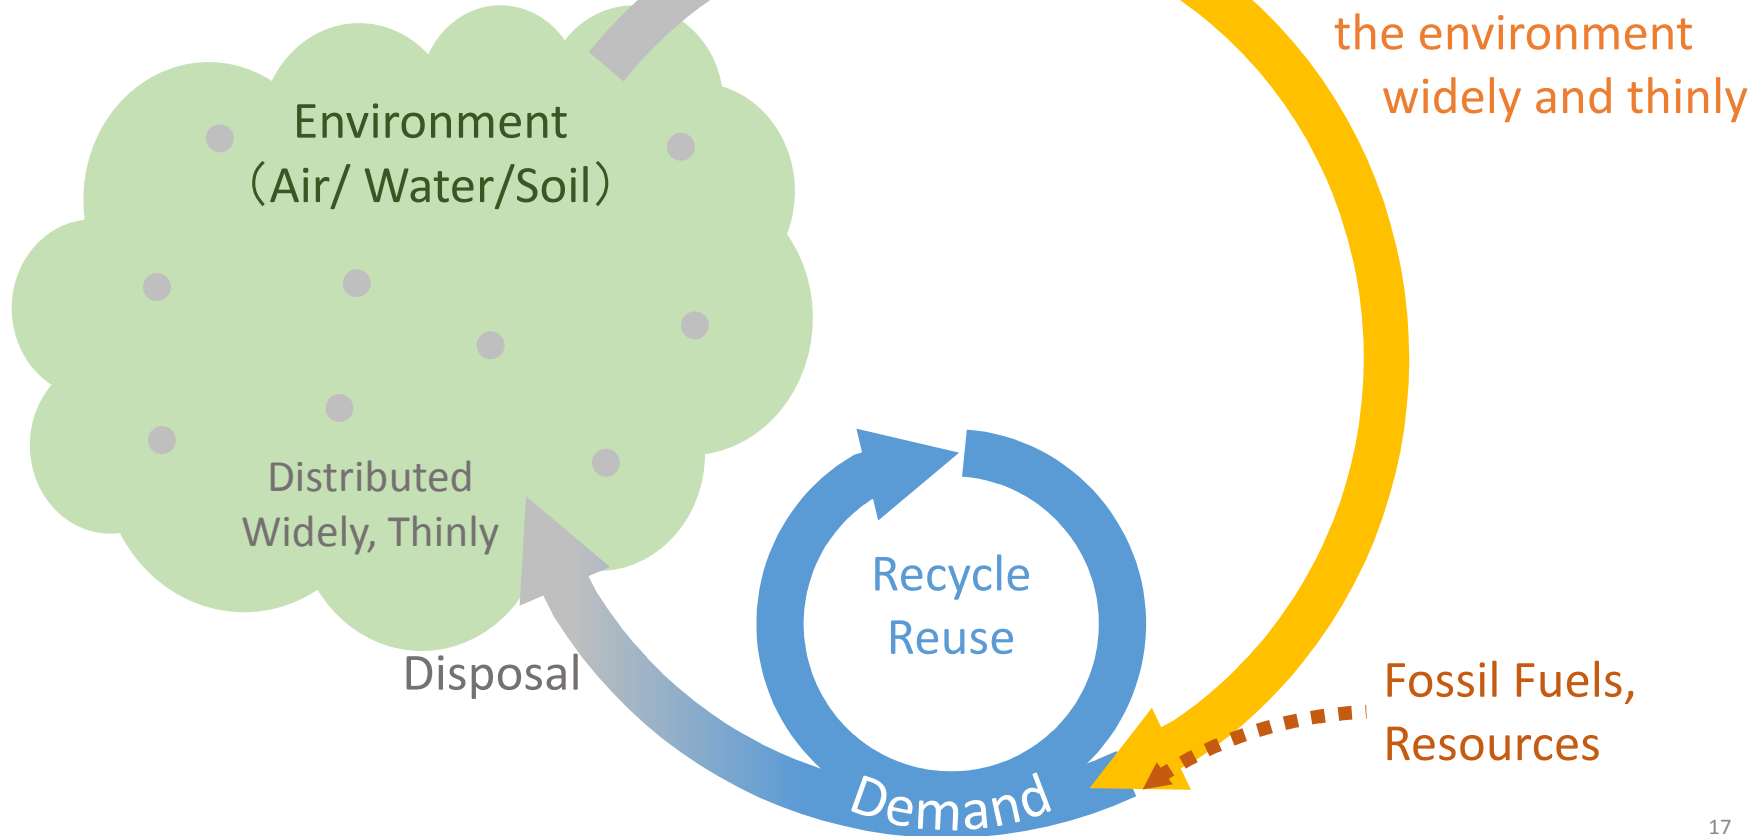 the environment
widely and thinly
Environment
（Air/ Water/Soil）
Distributed
Widely, Thinly
Recycle
Reuse
Disposal
Fossil Fuels,
Resources
Demand
17